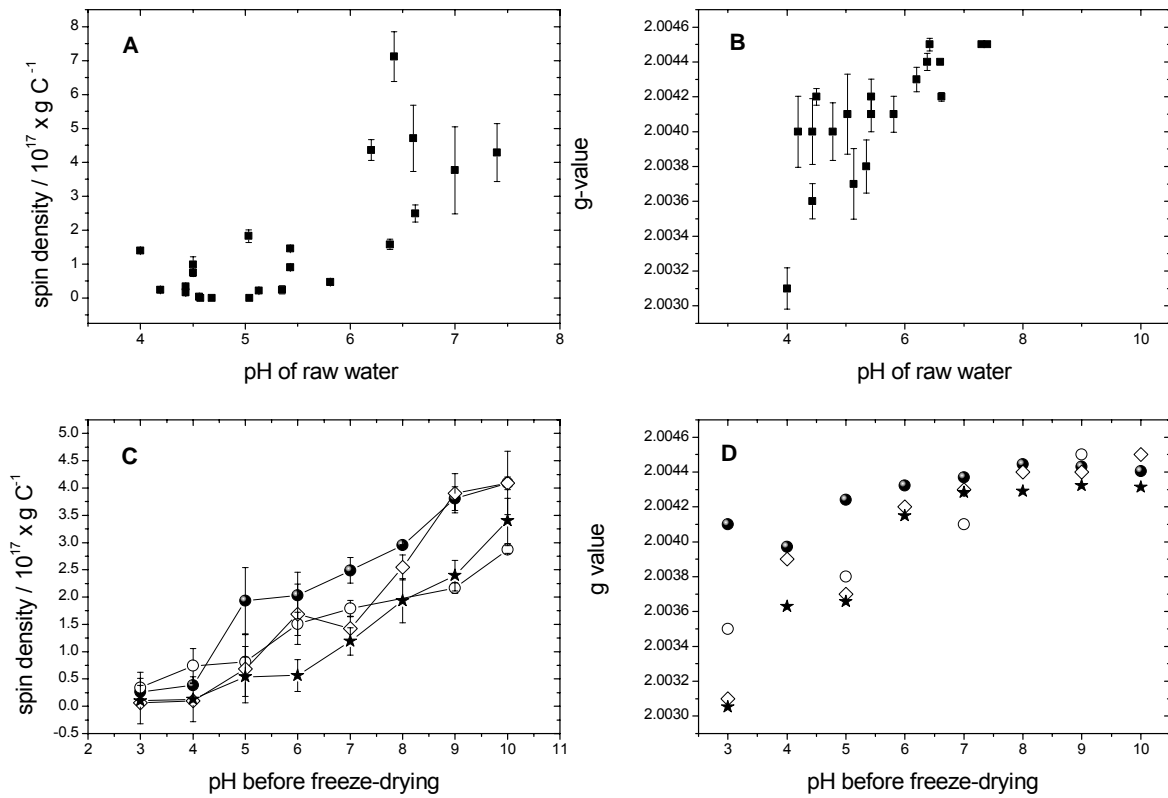 A
8
7
6
5
4
3
2
1
0
4 5 6 7 8
spin density / 10¹⁷ x g C⁻¹
pH of raw water
B
2.0046
2.0044
2.0042
2.0040
2.0038
2.0036
2.0034
2.0032
2.0030
4 6 8 10
g-value
pH of raw water
C
5.0
4.5
4.0
3.5
3.0
2.5
2.0
1.5
1.0
0.5
0.0
-0.5
2 3 4 5 6 7 8 9 10 11
spin density / 10¹⁷ x g C⁻¹
pH before freeze-drying
D
2.0046
2.0044
2.0042
2.0040
2.0038
2.0036
2.0034
2.0032
2.0030
3 4 5 6 7 8 9 10
g value
pH before freeze-drying